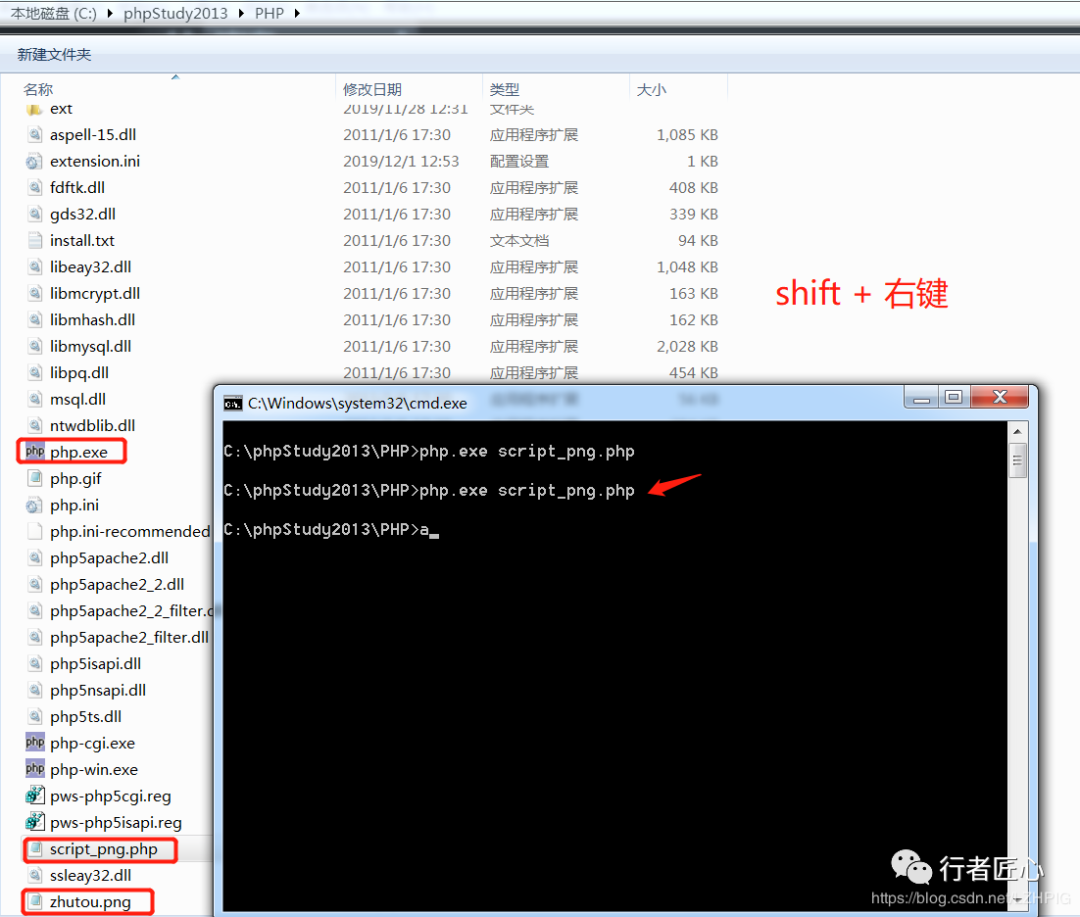 本地磁盘 (C:) ▸ phpStudy2013 ▸ PHP ▸
新建文件夹
名称 修改日期 类型 大小
ext 2019/11/28 12:31 文件夹
aspell-15.dll 2011/1/6 17:30 应用程序扩展 1,085 KB
extension.ini 2019/12/1 12:53 配置设置 1 KB
fdftk.dll 2011/1/6 17:30 应用程序扩展 408 KB
gds32.dll 2011/1/6 17:30 应用程序扩展 339 KB
install.txt 2011/1/6 17:30 文本文档 94 KB
libeay32.dll 2011/1/6 17:30 应用程序扩展 1,048 KB
libmcrypt.dll 2011/1/6 17:30 应用程序扩展 163 KB
libmhash.dll 2011/1/6 17:30 应用程序扩展 162 KB
libmysql.dll 2011/1/6 17:30 应用程序扩展 2,028 KB
libpq.dll 2011/1/6 17:30 应用程序扩展 454 KB
msql.dll
ntwdblib.dll
php php.exe
php.gif
php.ini
php.ini-recommended
php5apache2.dll
php5apache2_2.dll
php5apache2_2_filter.d
php5apache2_filter.dll
php5isapi.dll
php5nsapi.dll
php5ts.dll
php php-cgi.exe
php php-win.exe
pws-php5cgi.reg
pws-php5isapi.reg
script_png.php
ssleay32.dll
zhutou.png
shift + 右键
C:\Windows\system32\cmd.exe
C:\phpStudy2013\PHP>php.exe script_png.php
C:\phpStudy2013\PHP>php.exe script_png.php
C:\phpStudy2013\PHP>a_
行者匠心
https://blog.csdn.net/LZHPIG